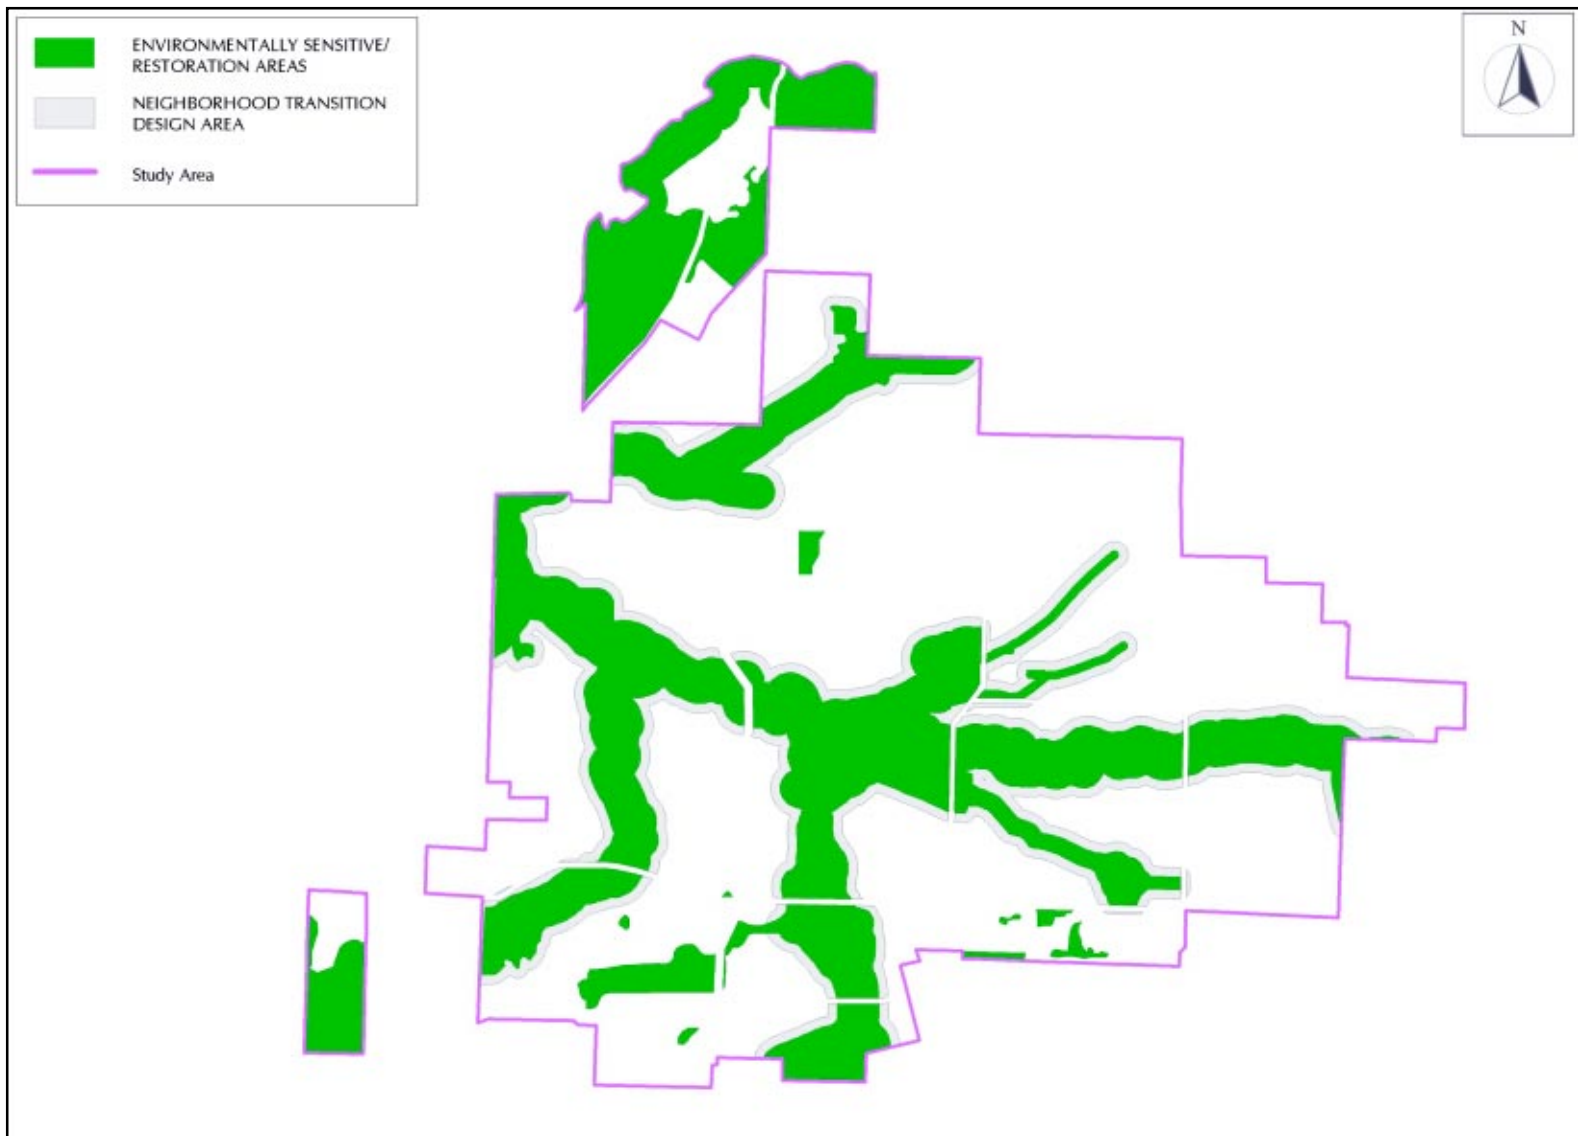 ENVIRONMENTALLY SENSITIVE/
RESTORATION AREAS
NEIGHBORHOOD TRANSITION
DESIGN AREA
Study Area
N